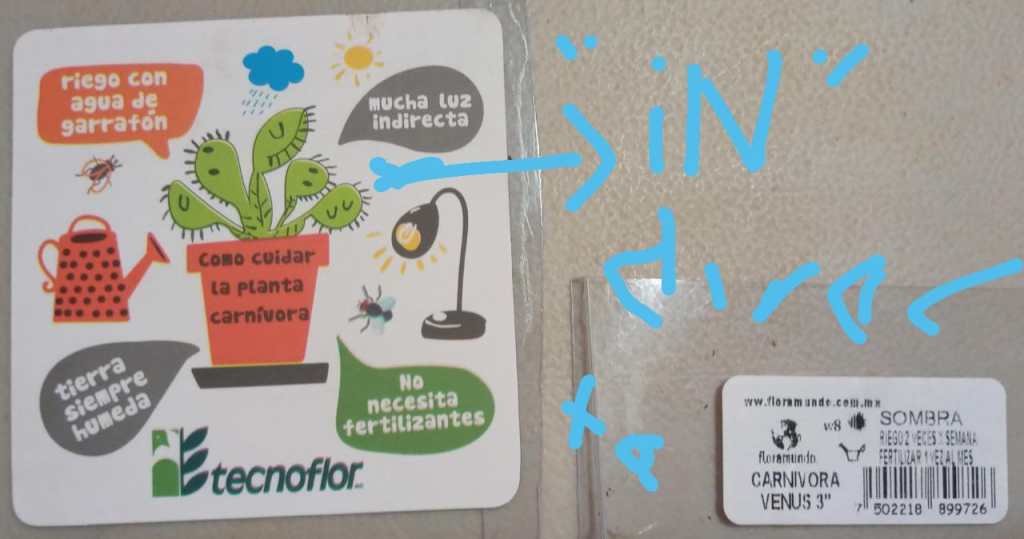 riego con
agua de
garrafón
mucha luz
indirecta
Como cuidar
la planta
carnívora
tierra
siempre
humeda
No
necesita
fertilizantes
tecnoflor
"iN"
direc
ta
www.floramundo.com.mx
floramundo
w8
SOMBRA
RIEGO 2 VECES X SEMANA
FERTILIZAR 1 VEZ AL MES
CARNIVORA
VENUS 3"
7 502218 899726